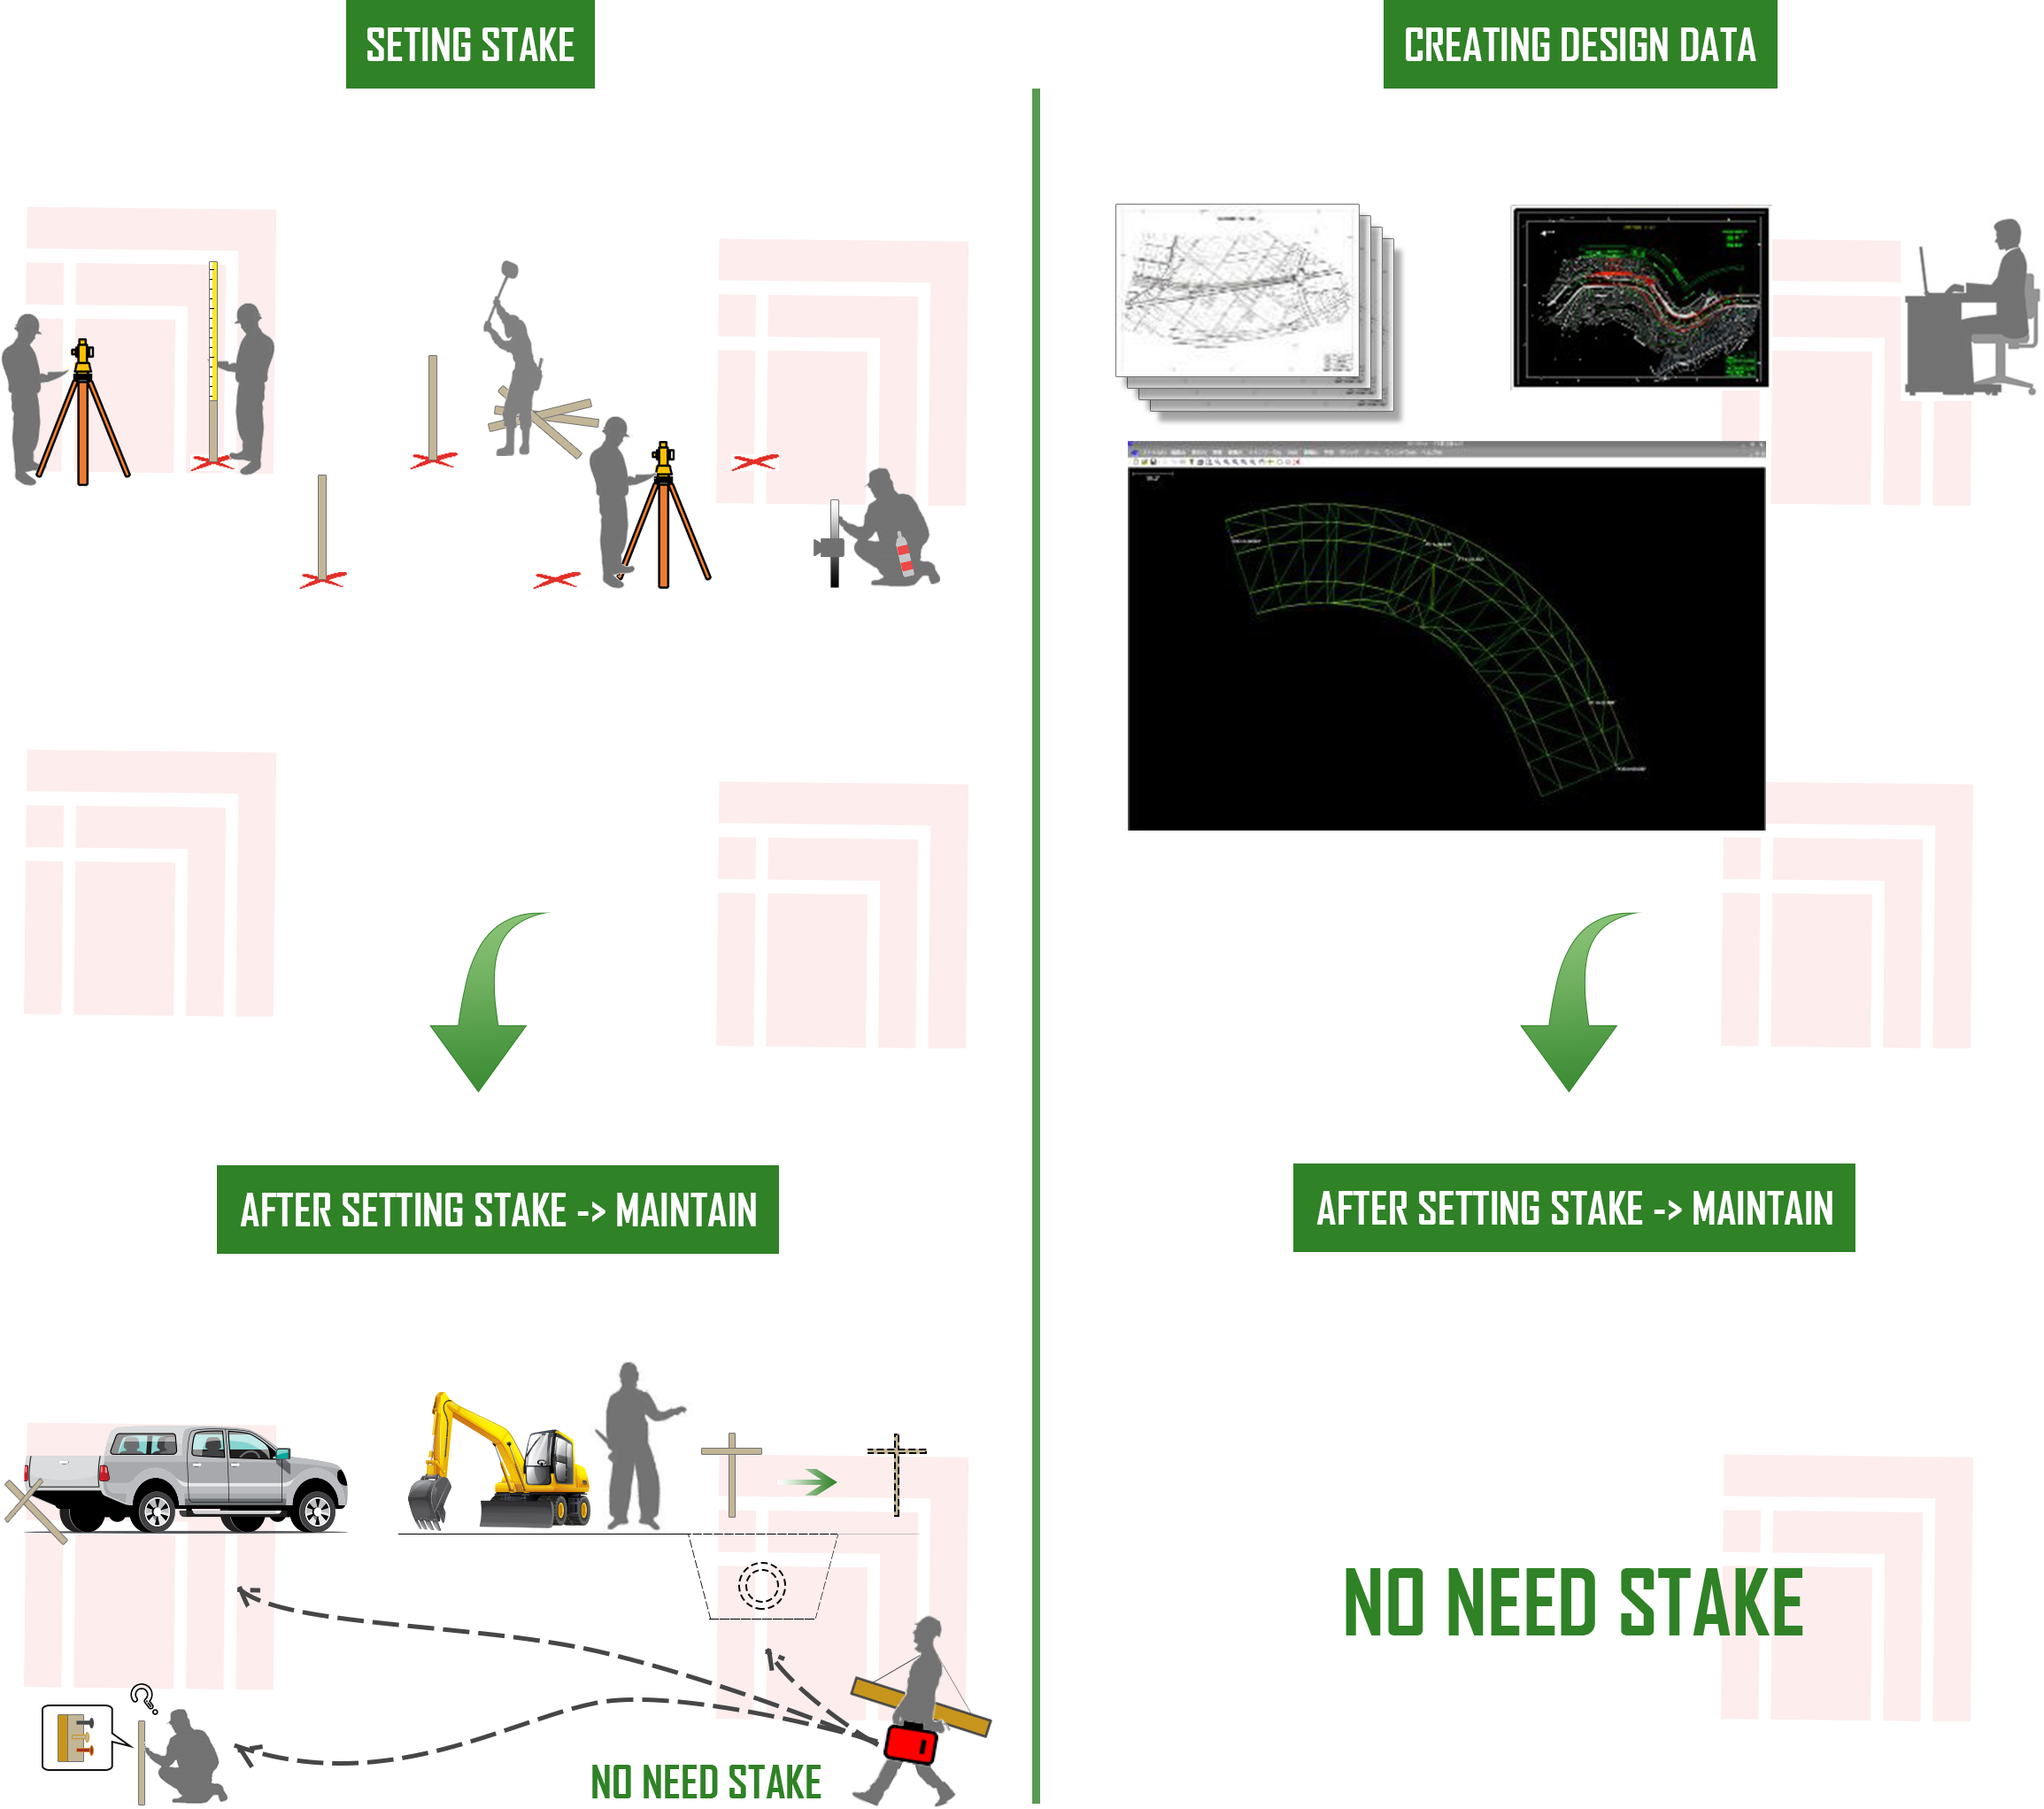 SETING STAKE
CREATING DESIGN DATA
AFTER SETTING STAKE -> MAINTAIN
AFTER SETTING STAKE -> MAINTAIN
NO NEED STAKE
NO NEED STAKE